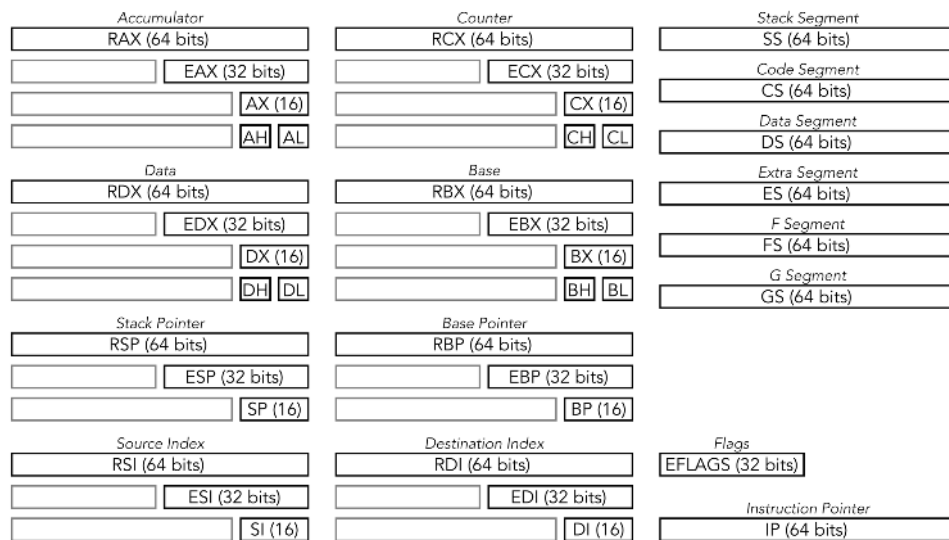 Accumulator
RAX (64 bits)
EAX (32 bits)
AX (16)
AH AL
Counter
RCX (64 bits)
ECX (32 bits)
CX (16)
CH CL
Stack Segment
SS (64 bits)
Code Segment
CS (64 bits)
Data Segment
DS (64 bits)
Extra Segment
ES (64 bits)
F Segment
FS (64 bits)
G Segment
GS (64 bits)
Data
RDX (64 bits)
EDX (32 bits)
DX (16)
DH DL
Base
RBX (64 bits)
EBX (32 bits)
BX (16)
BH BL
Stack Pointer
RSP (64 bits)
ESP (32 bits)
SP (16)
Base Pointer
RBP (64 bits)
EBP (32 bits)
BP (16)
Source Index
RSI (64 bits)
ESI (32 bits)
SI (16)
Destination Index
RDI (64 bits)
EDI (32 bits)
DI (16)
Flags
EFLAGS (32 bits)
Instruction Pointer
IP (64 bits)